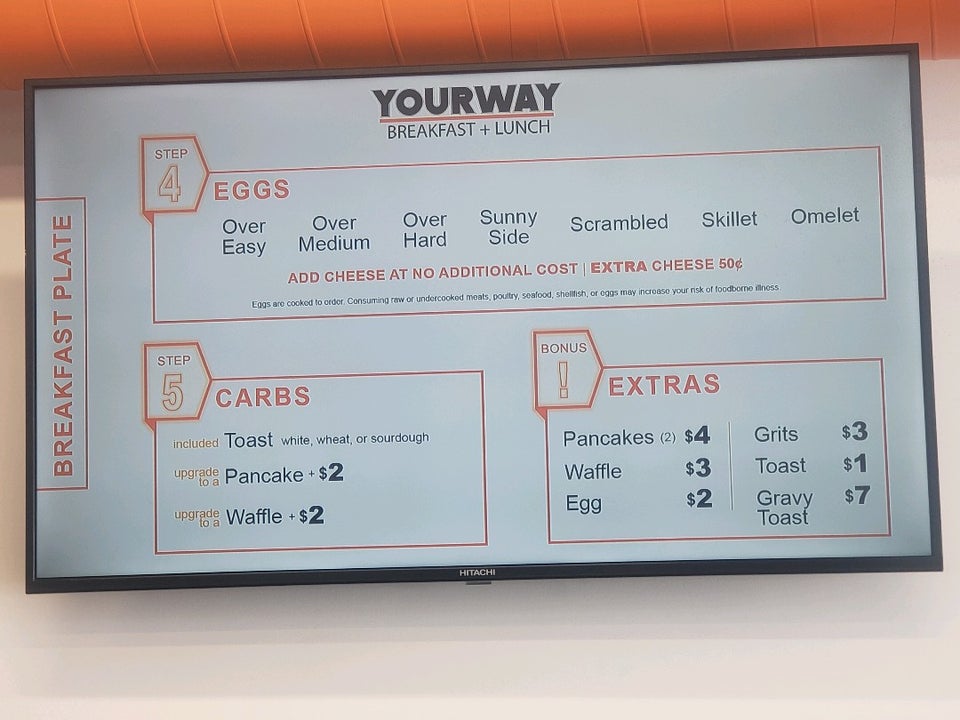 YOURWAY
BREAKFAST + LUNCH
BREAKFAST PLATE
STEP
4
EGGS
Over Easy
Over Medium
Over Hard
Sunny Side
Scrambled
Skillet
Omelet
ADD CHEESE AT NO ADDITIONAL COST | EXTRA CHEESE 50¢
Eggs are cooked to order. Consuming raw or undercooked meats, poultry, seafood, shellfish, or eggs may increase your risk of foodborne illness.
STEP
5
CARBS
included Toast white, wheat, or sourdough
upgrade to a Pancake + $2
upgrade to a Waffle + $2
BONUS
!
EXTRAS
Pancakes (2) $4
Waffle $3
Egg $2
Grits $3
Toast $1
Gravy Toast $7
HITACHI